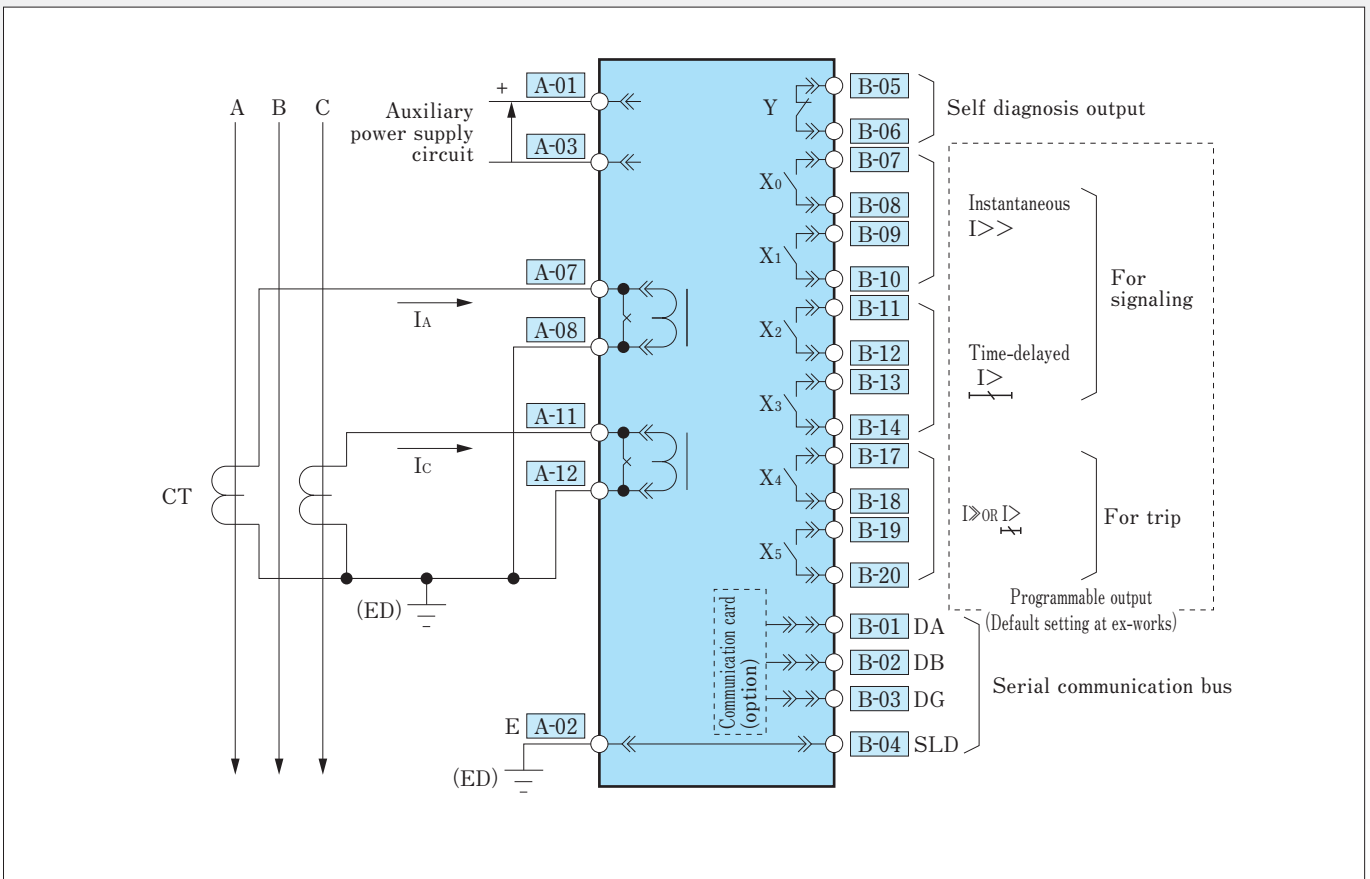 A B C
Auxiliary
power supply
circuit
+
A-01
A-03
A-07
IA
A-08
A-11
IC
A-12
CT
(ED)
E A-02
(ED)
Y
X0
X1
X2
X3
X4
X5
Communication card
(option)
B-05
B-06
B-07
B-08
B-09
B-10
B-11
B-12
B-13
B-14
B-17
B-18
B-19
B-20
B-01 DA
B-02 DB
B-03 DG
B-04 SLD
Self diagnosis output
Instantaneous
I>>
For
signaling
Time-delayed
I>
I≫OR I>
For trip
Programmable output
(Default setting at ex-works)
Serial communication bus